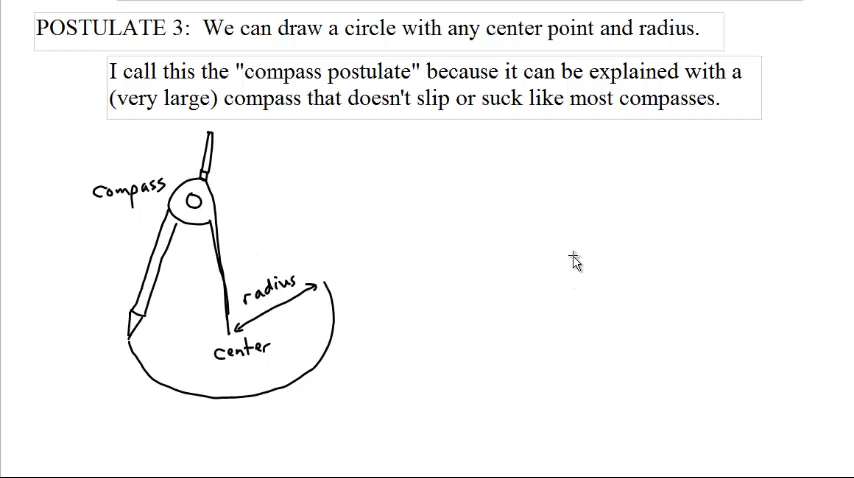 POSTULATE 3: We can draw a circle with any center point and radius.
I call this the "compass postulate" because it can be explained with a
(very large) compass that doesn't slip or suck like most compasses.
compass
radius
center